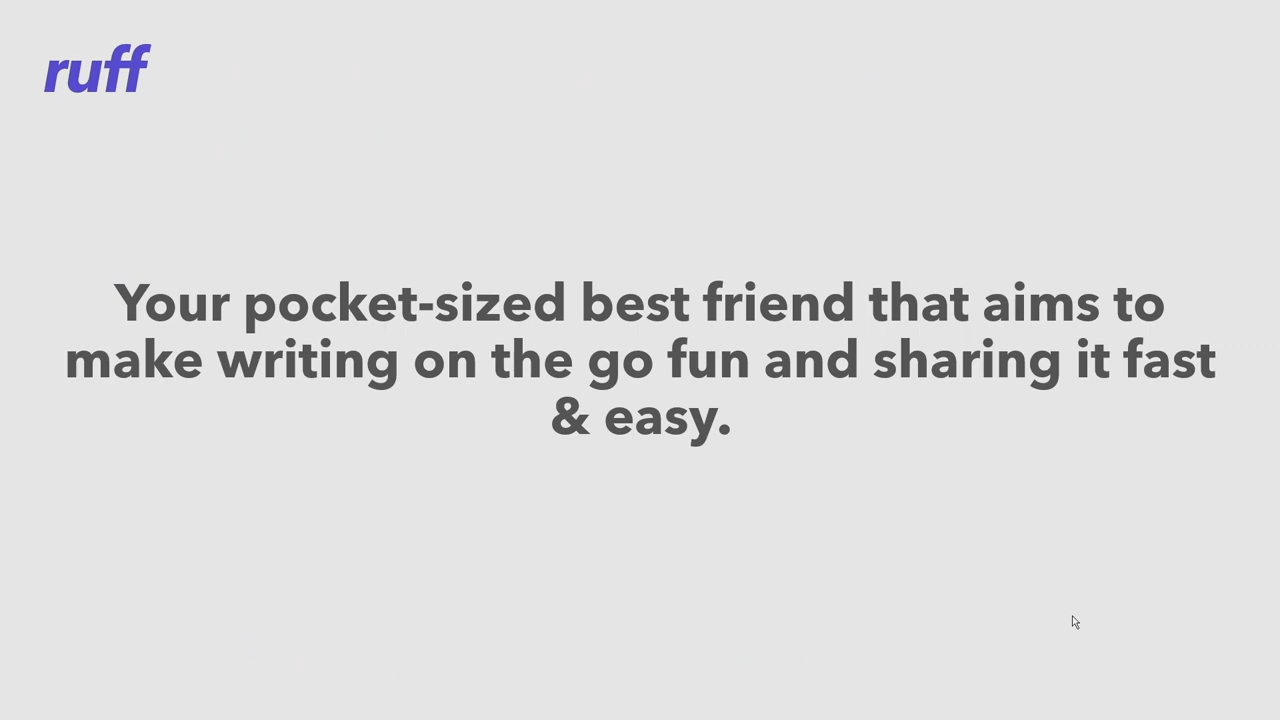 ruff
Your pocket-sized best friend that aims to
make writing on the go fun and sharing it fast
& easy.